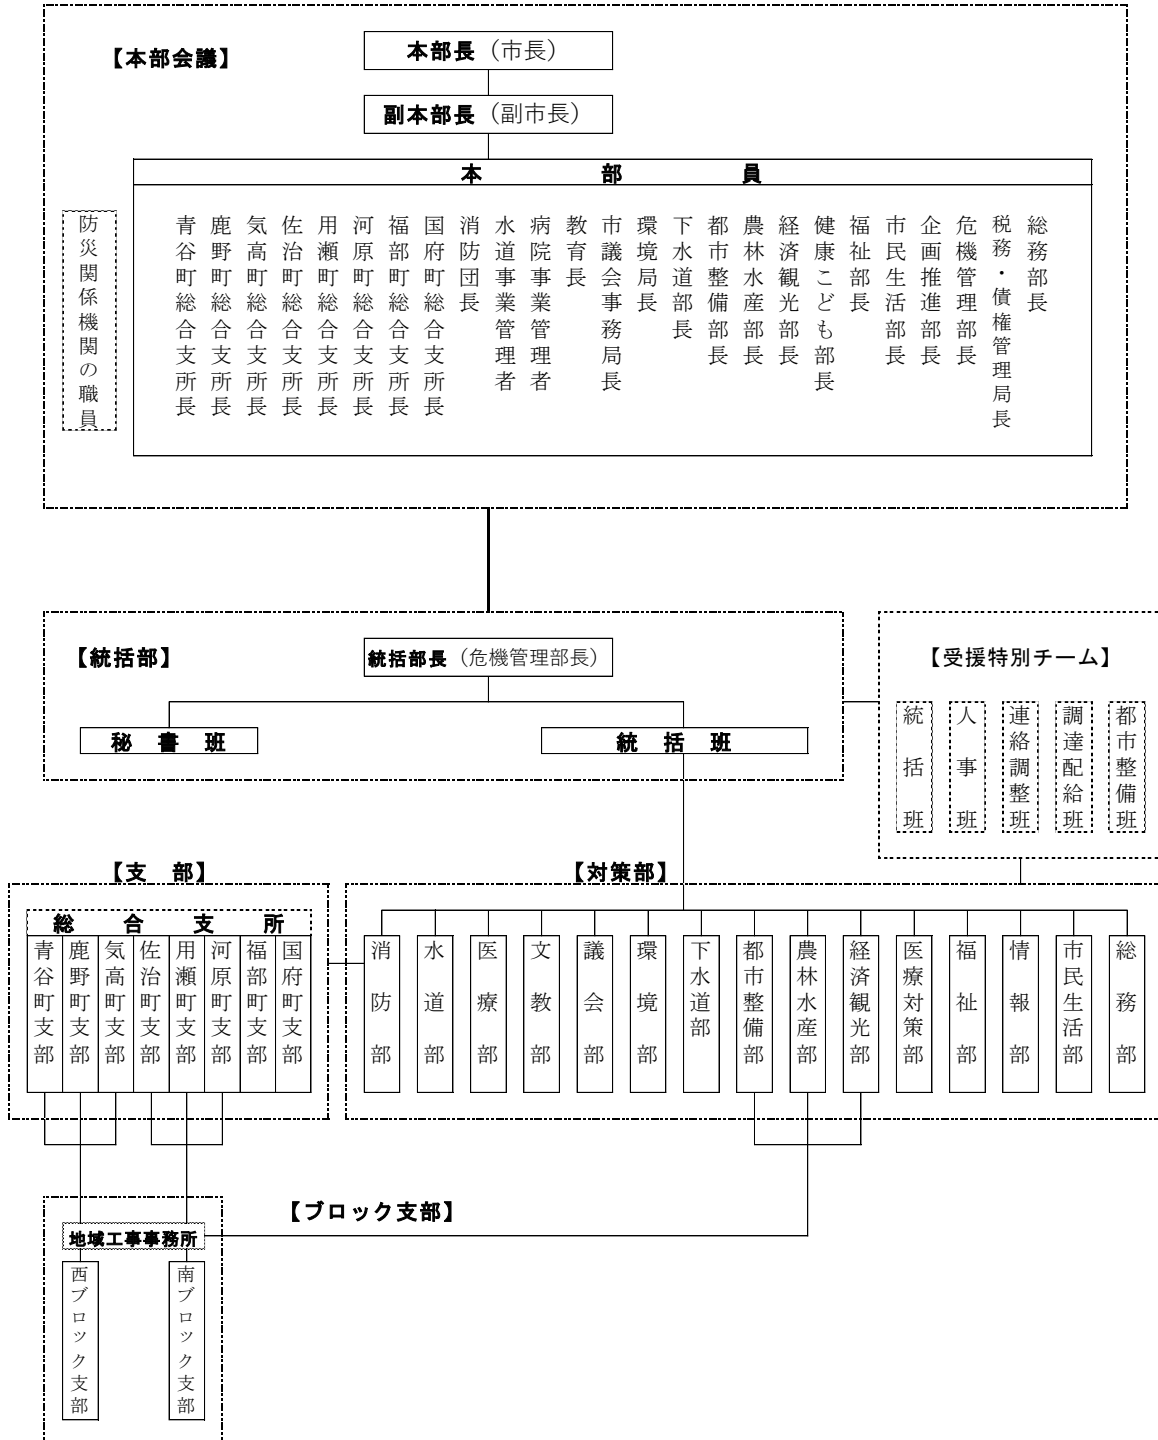 【本部会議】
本部長（市長）
副本部長（副市長）
本部員
総務部長
税務・債権管理局長
危機管理部長
企画推進部長
市民生活部長
福祉部長
健康こども部長
経済観光部長
農林水産部長
都市整備部長
下水道部長
環境局長
市議会事務局長
教育長
病院事業管理者
水道事業管理者
消防団長
国府町総合支所長
福部町総合支所長
河原町総合支所長
用瀬町総合支所長
佐治町総合支所長
気高町総合支所長
鹿野町総合支所長
青谷町総合支所長
防災関係機関の職員
【統括部】
統括部長（危機管理部長）
秘書班
統括班
【受援特別チーム】
統括班
人事班
連絡調整班
調達配給班
都市整備班
【支部】
総合支所
青谷町支部
鹿野町支部
気高町支部
佐治町支部
用瀬町支部
河原町支部
福部町支部
国府町支部
【対策部】
消防部
水道部
医療部
文教部
議会部
環境部
下水道部
都市整備部
農林水産部
経済観光部
医療対策部
福祉部
情報部
市民生活部
総務部
【ブロック支部】
地域工事事務所
西ブロック支部
南ブロック支部